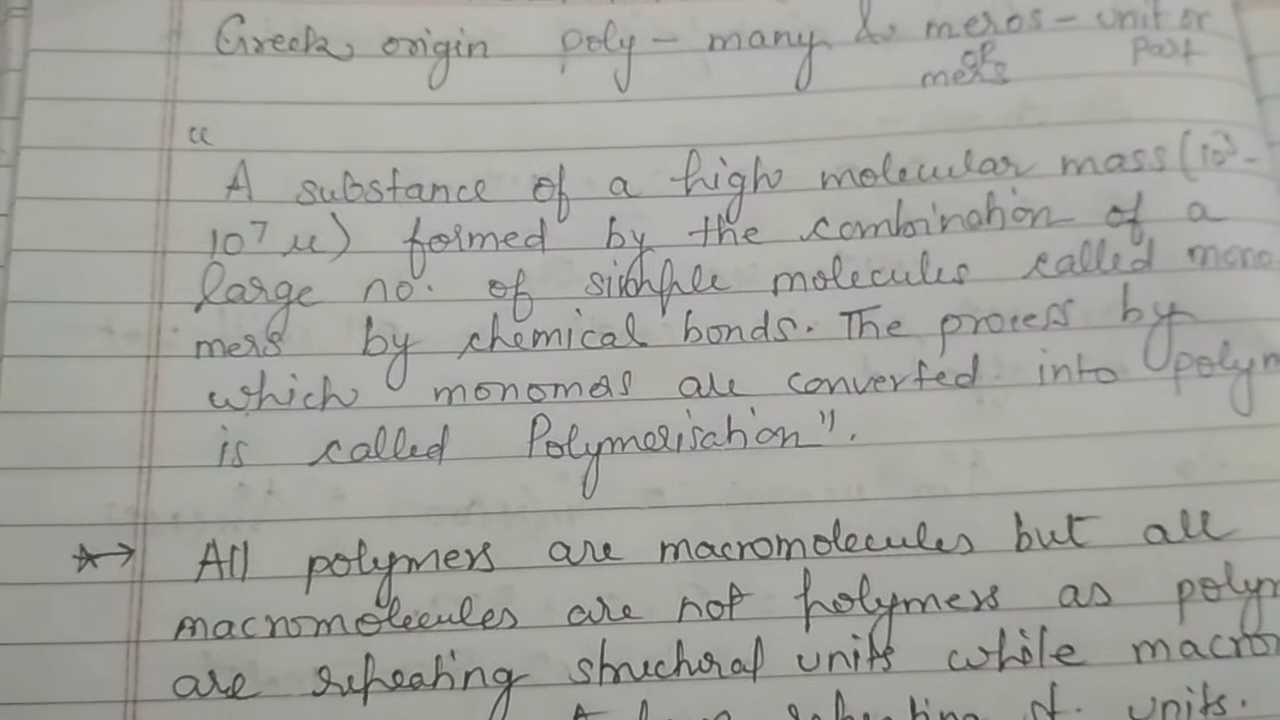 Greek origin poly - many & meros - unit or
or part
mers
"
A substance of a high molecular mass (10³-
10⁷ u) formed by the combination of a
large no. of simple molecules called mono
mers by chemical bonds. The process by
which monomers are converted into polym
is called Polymerisation".
All polymers are macromolecules but all
macromolecules are not polymers as polym
are repeating structural units while macro
units.